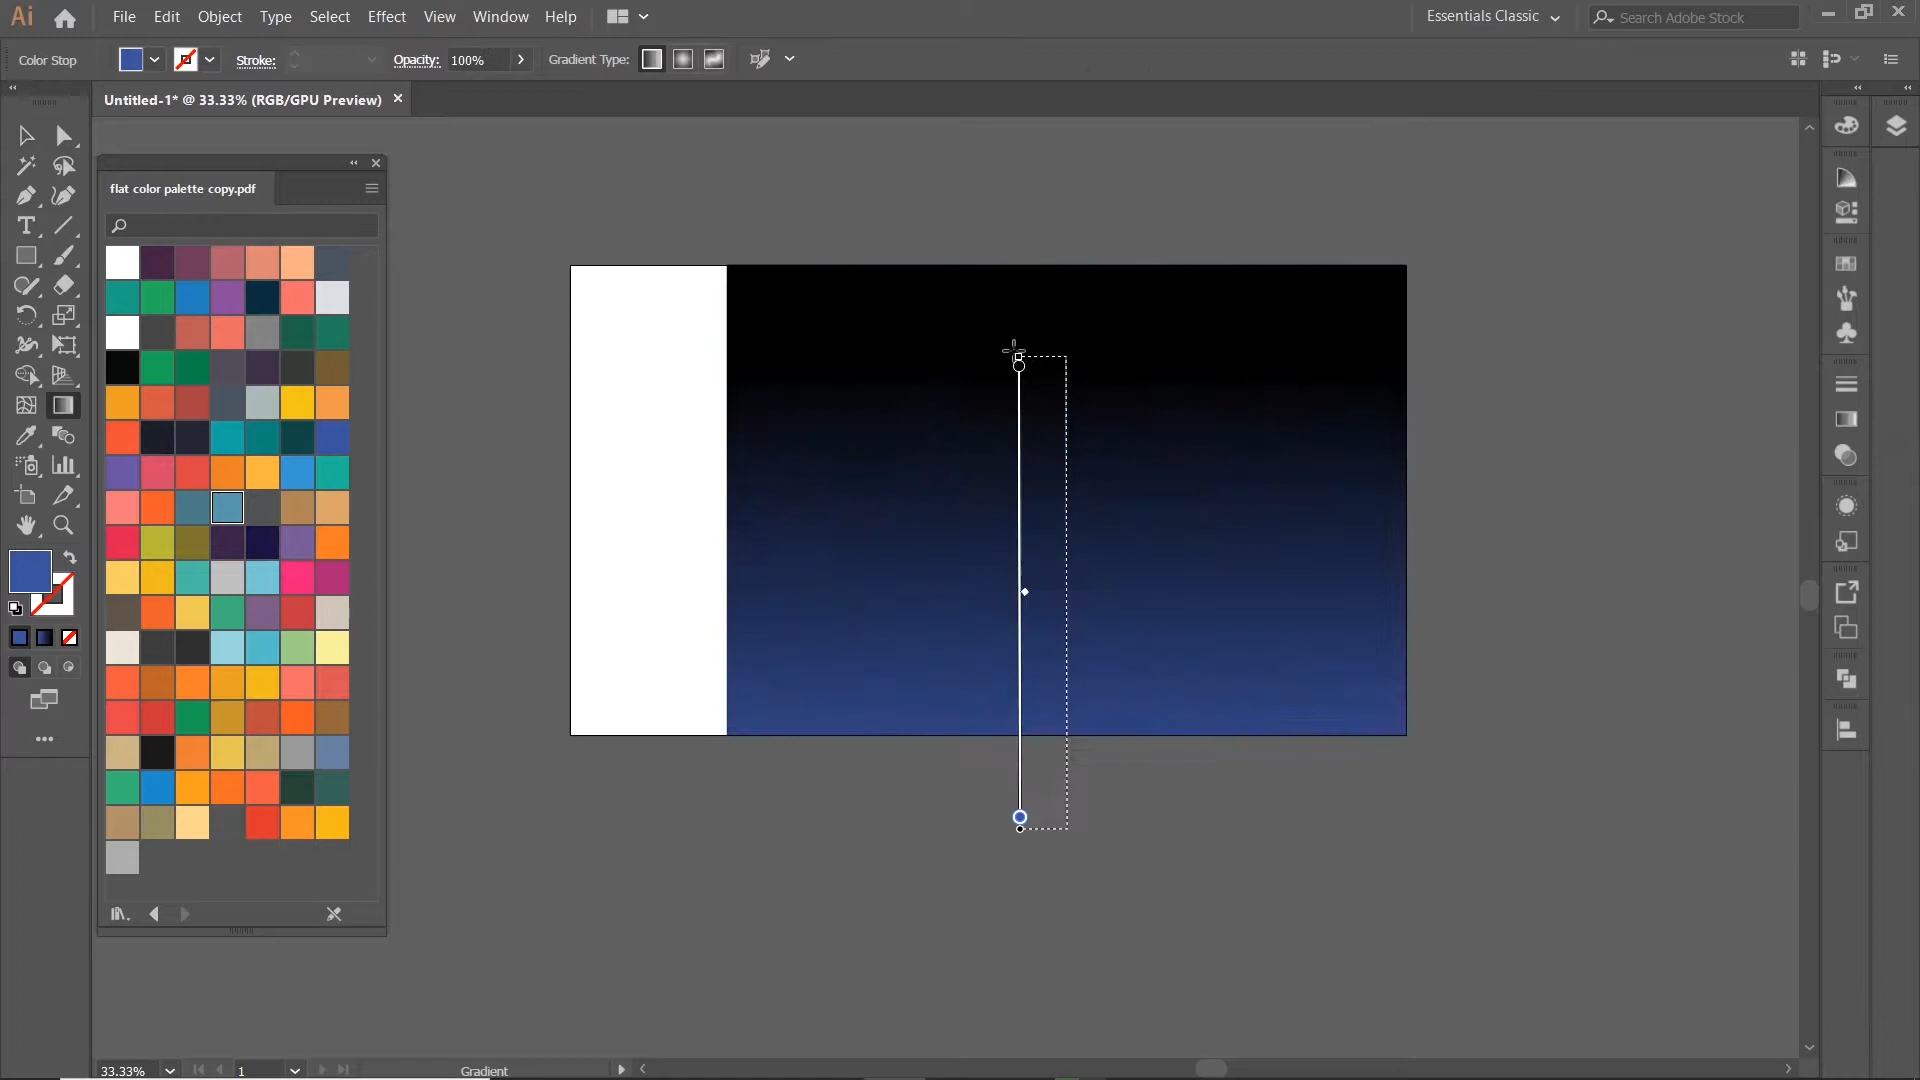 Ai File Edit Object Type Select Effect View Window Help Essentials Classic Search Adobe Stock
Color Stop Stroke: Opacity: 100% Gradient Type:
Untitled-1* @ 33.33% (RGB/GPU Preview)
flat color palette copy.pdf
33.33% 1 Gradient